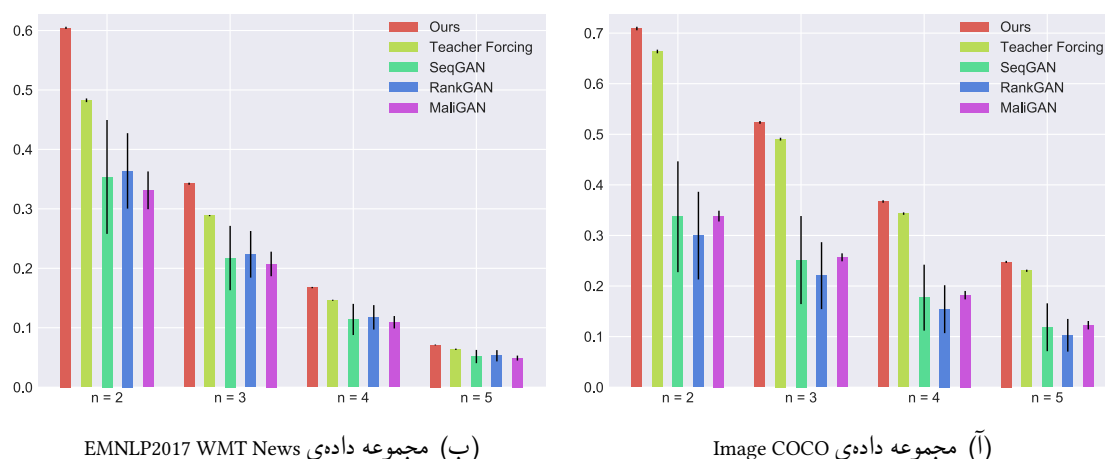 0.6
0.5
0.4
0.3
0.2
0.1
0.0
Ours
Teacher Forcing
SeqGAN
RankGAN
MaliGAN
n = 2 n = 3 n = 4 n = 5
(ب) مجموعه داده‌ی EMNLP2017 WMT News
0.7
0.6
0.5
0.4
0.3
0.2
0.1
0.0
Ours
Teacher Forcing
SeqGAN
RankGAN
MaliGAN
n = 2 n = 3 n = 4 n = 5
(آ) مجموعه داده‌ی Image COCO